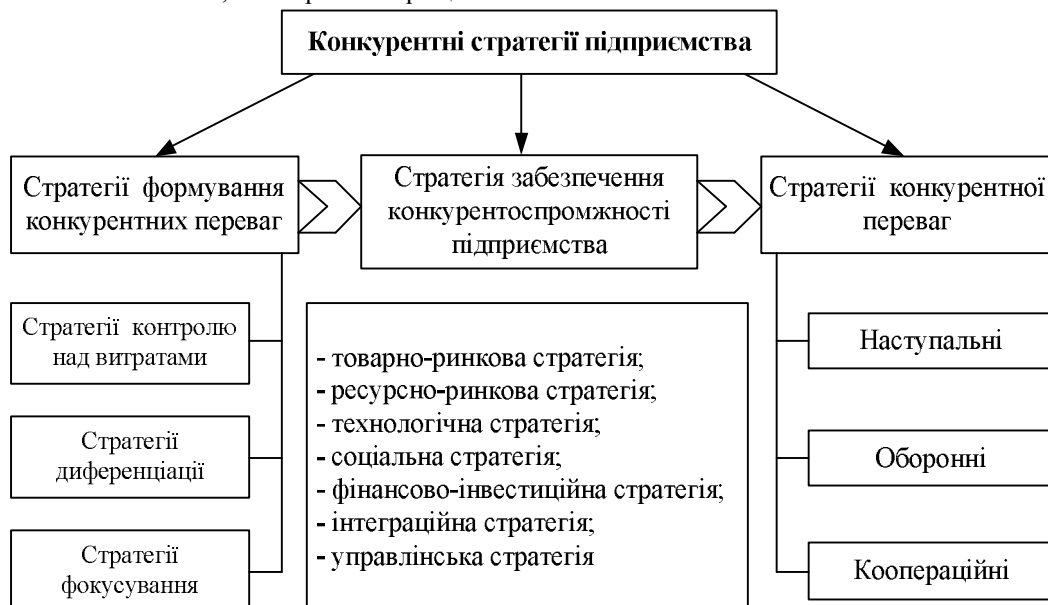 Конкурентні стратегії підприємства
Стратегії формування
конкурентних переваг
Стратегія забезпечення
конкурентоспромжності
підприємства
Стратегії конкурентної
переваг
Стратегії контролю
над витратами
Стратегії
диференціації
Стратегії
фокусування
- товарно-ринкова стратегія;
- ресурсно-ринкова стратегія;
- технологічна стратегія;
- соціальна стратегія;
- фінансово-інвестиційна стратегія;
- інтеграційна стратегія;
- управлінська стратегія
Наступальні
Оборонні
Коопераційні